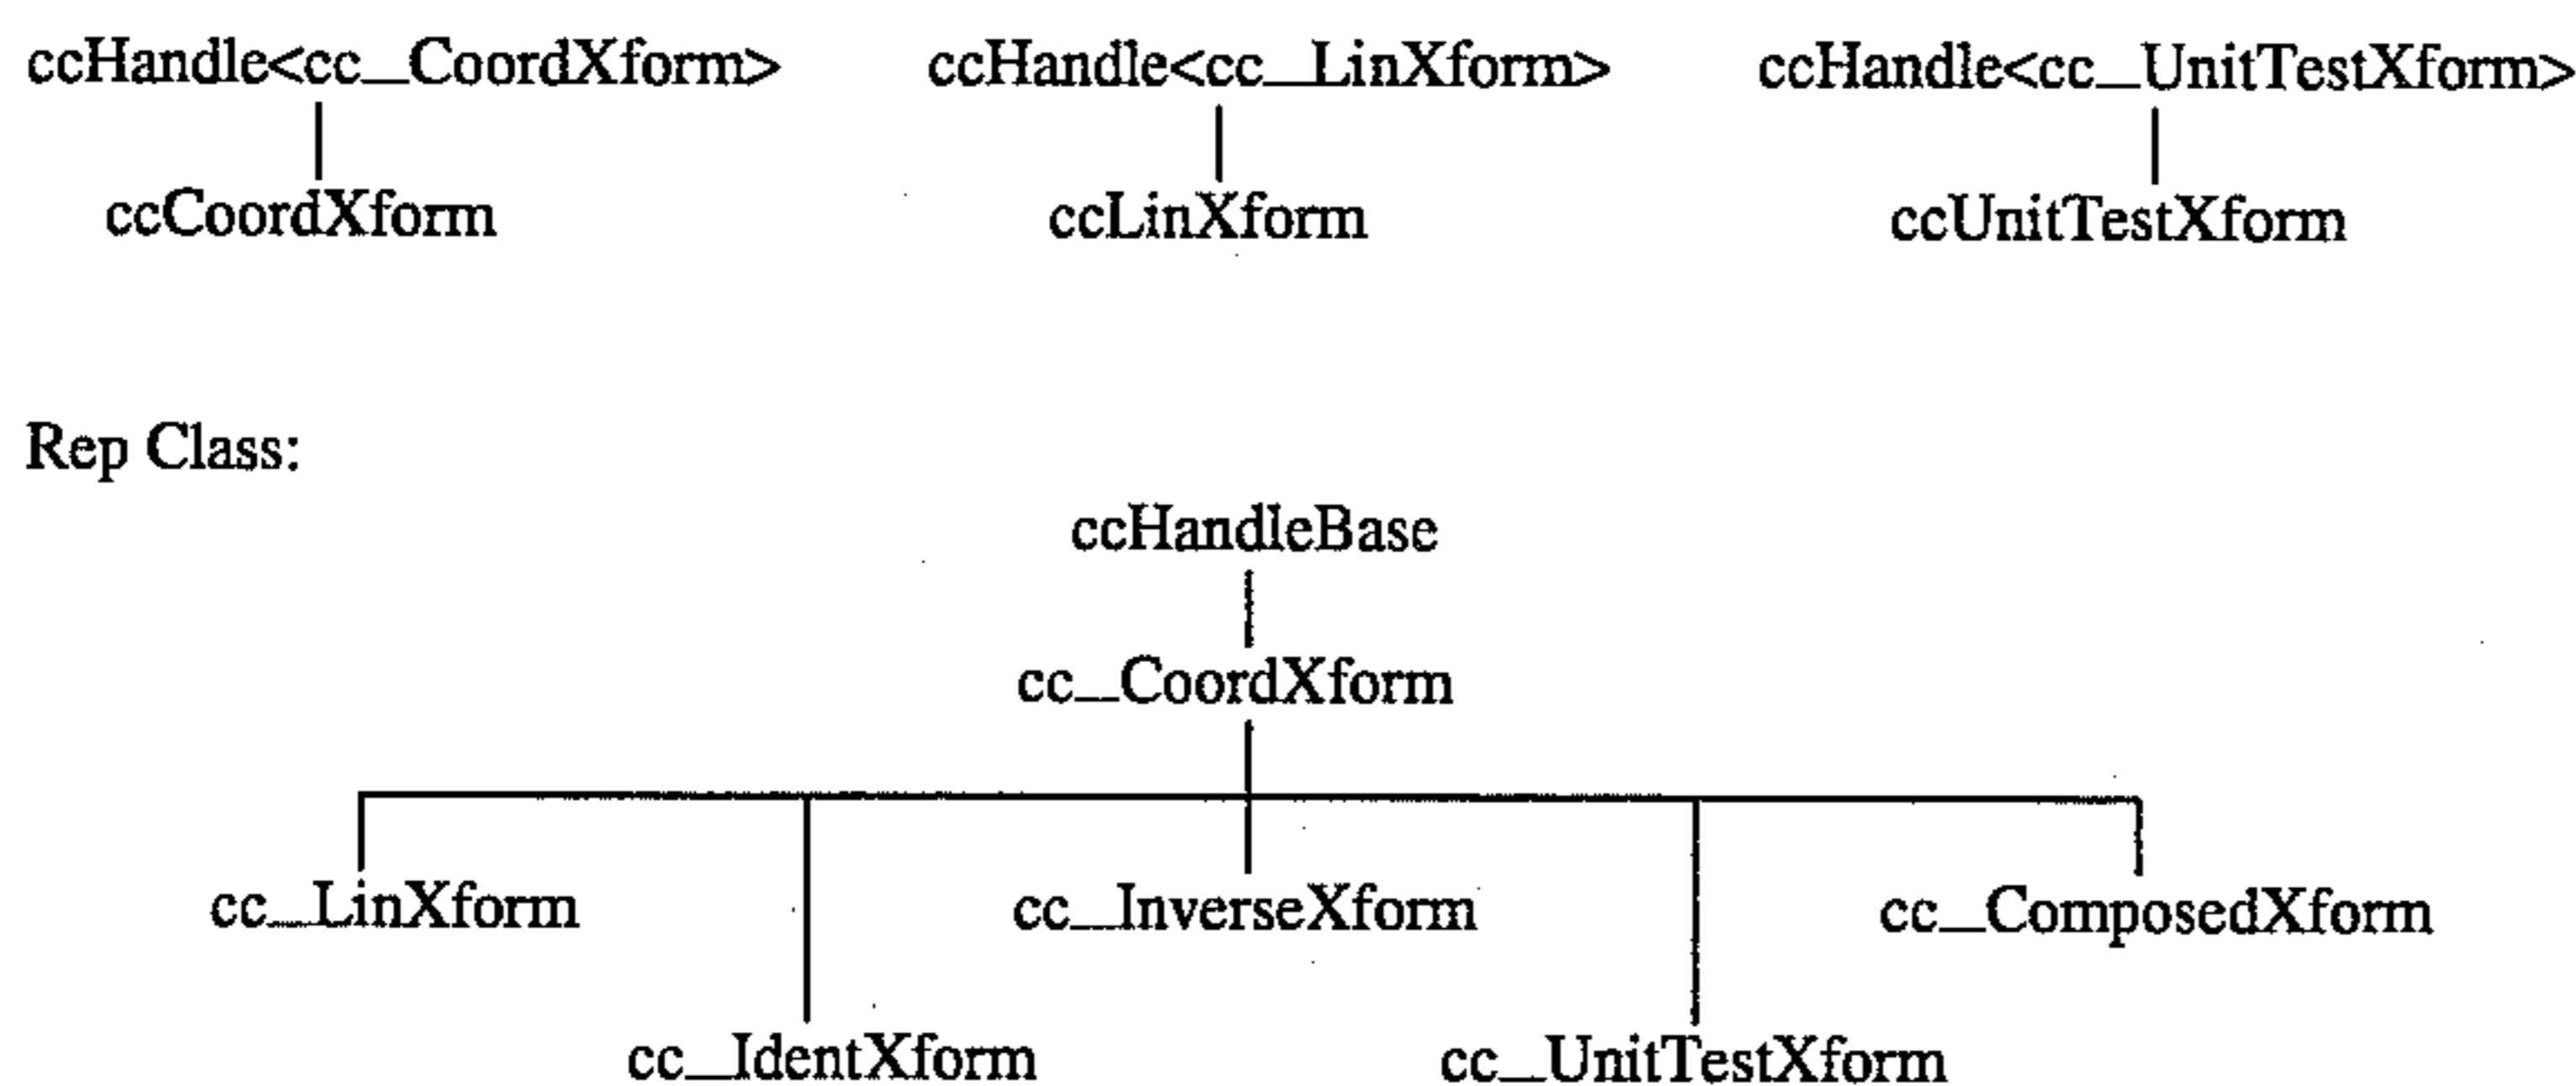 ccHandle<cc_CoordXform> ccHandle<cc_LinXform> ccHandle<cc_UnitTestXform>
ccCoordXform ccLinXform ccUnitTestXform
Rep Class:
ccHandleBase
cc_CoordXform
cc_LinXform cc_InverseXform cc_ComposedXform
cc_IdentXform cc_UnitTestXform